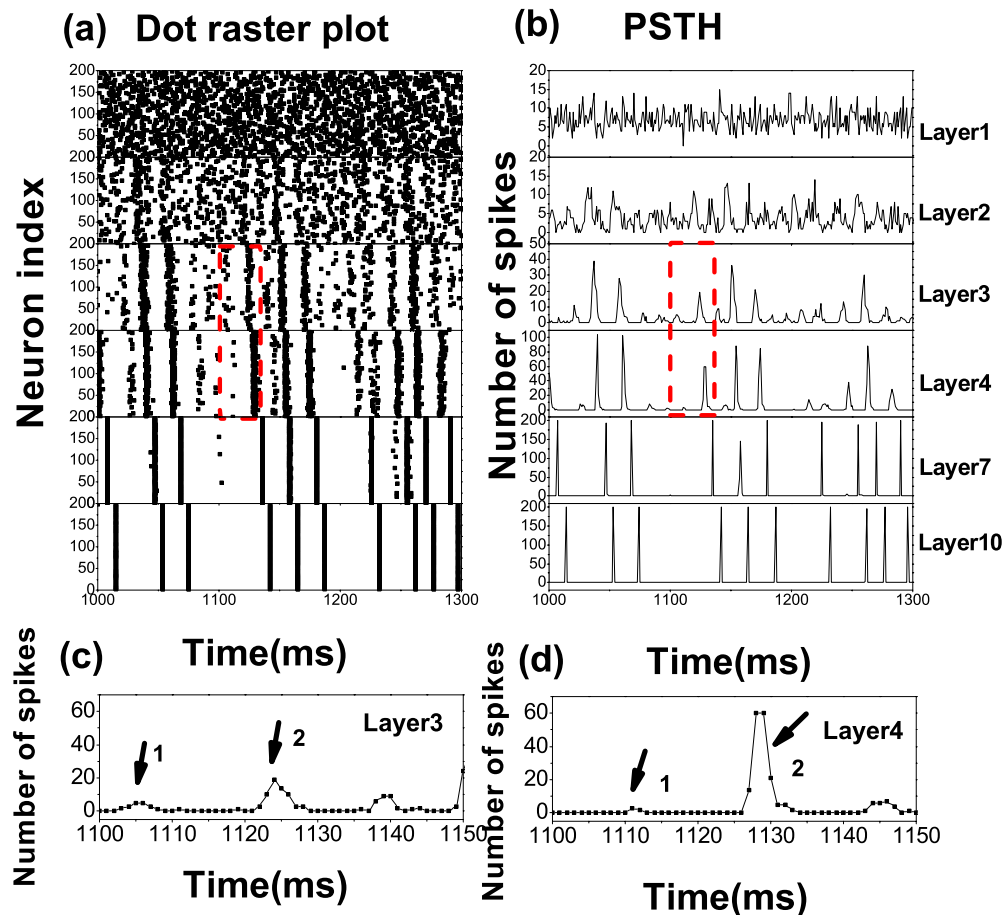 (a) Dot raster plot
(b) PSTH
Neuron index
200
150
100
50
200
150
100
50
200
150
100
50
200
150
100
50
200
150
100
50
200
150
100
50
0
1000 1100 1200 1300
Time(ms)
Number of spikes
20
15
10
5
0
20
15
10
5
0
50
40
30
20
10
0
100
80
60
40
20
0
200
150
100
50
0
200
150
100
50
0
1000 1100 1200 1300
Time(ms)
Layer1
Layer2
Layer3
Layer4
Layer7
Layer10
(c)
Number of spikes
60
40
20
0
1 2 Layer3
1100 1110 1120 1130 1140 1150
Time(ms)
(d)
Number of spikes
60
40
20
0
1 2 Layer4
1100 1110 1120 1130 1140 1150
Time(ms)